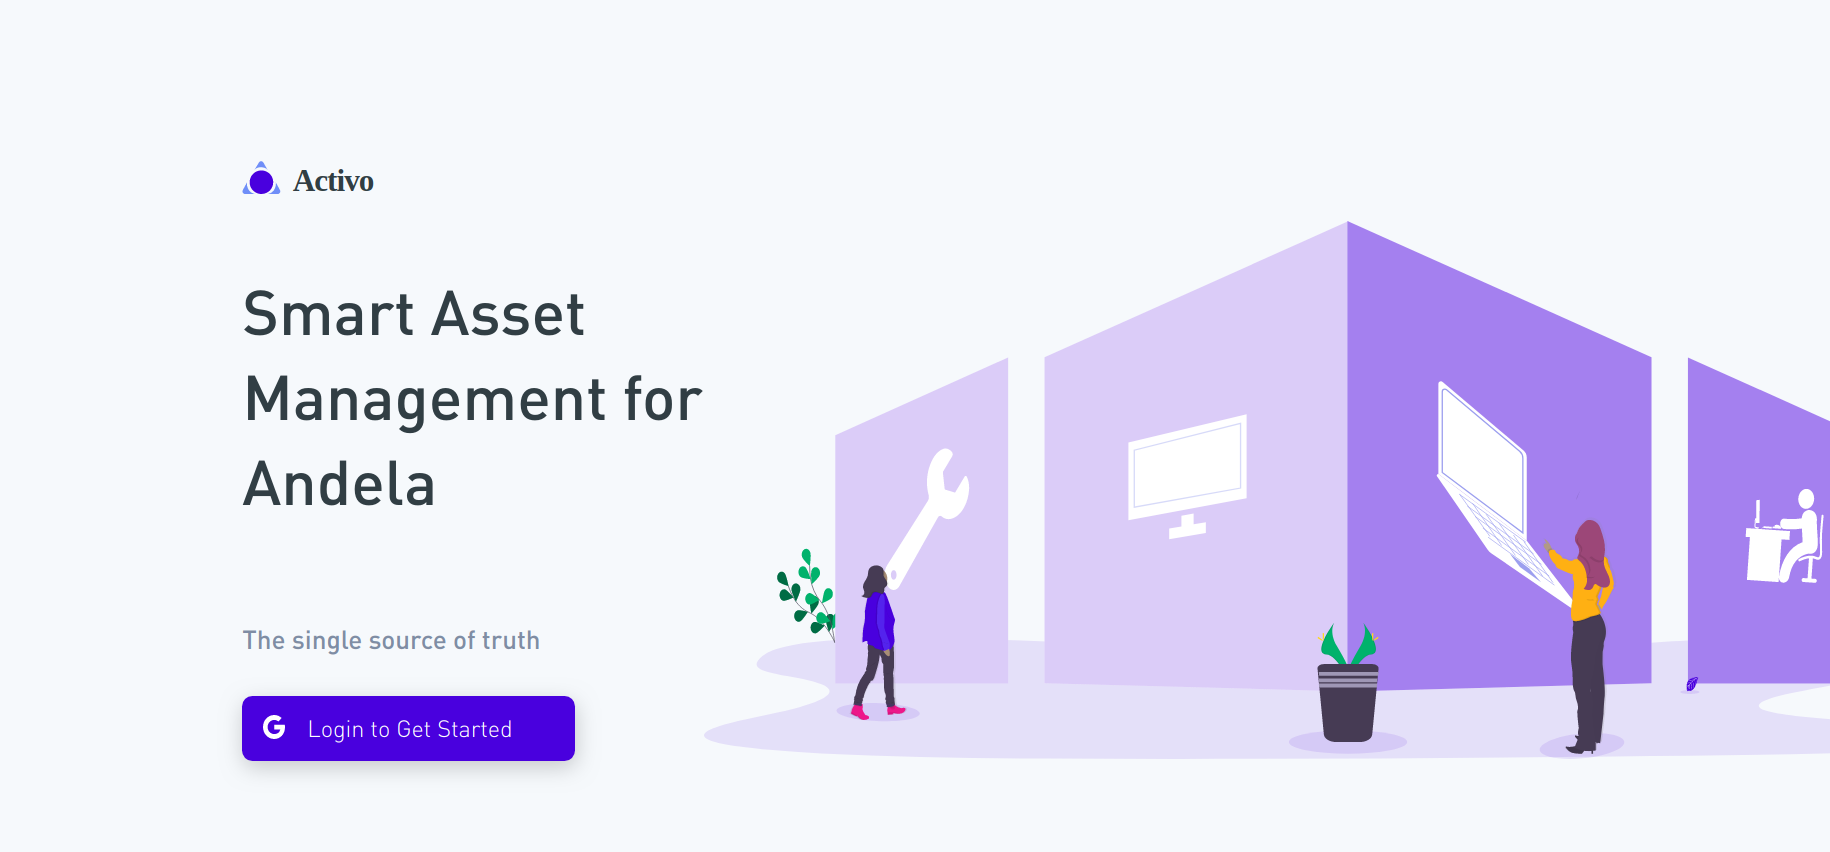 Activo
Smart Asset
Management for
Andela
The single source of truth
Login to Get Started